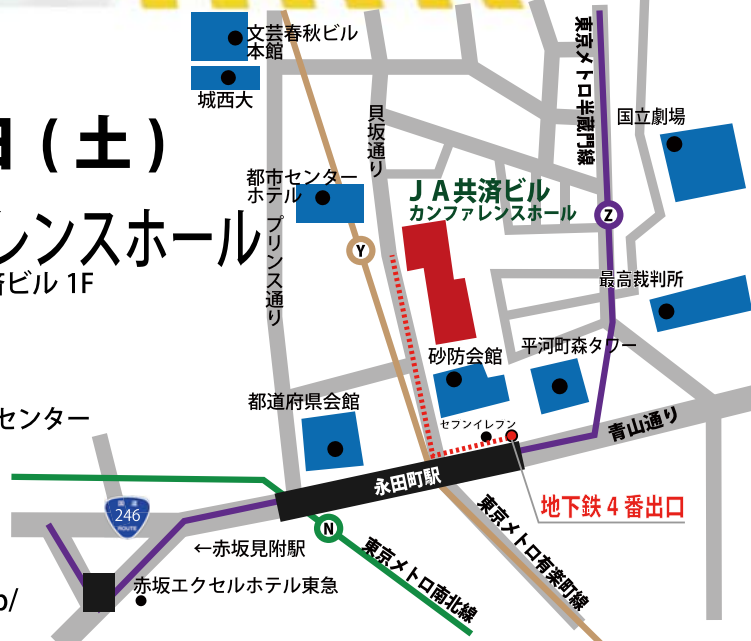 文芸春秋ビル
本館
城西大
(土)
貝坂通り
東京メトロ半蔵門線
国立劇場
都市センター
ホテル
JA共済ビル
カンファレンスホール
レンスホール
済ビル 1F
プリンス通り
Y
Z
最高裁判所
砂防会館
平河町森タワー
都道府県会館
センター
セブンイレブン
青山通り
永田町駅
地下鉄4番出口
国道
246
ROUTE
N
←赤坂見附駅
東京メトロ南北線
東京メトロ有楽町線
赤坂エクセルホテル東急
o/